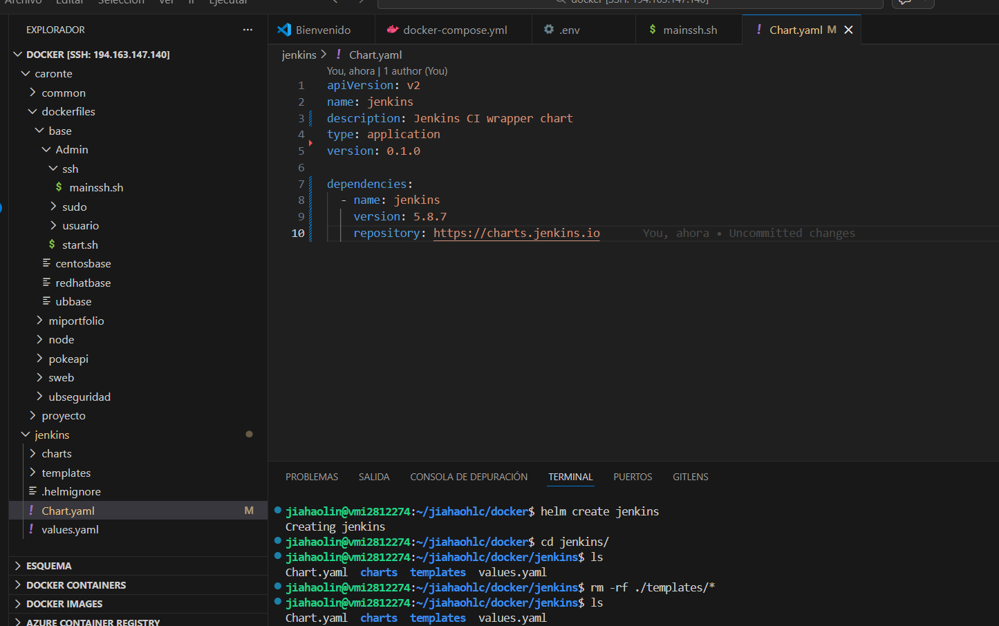 Archivo Editar Selección Ver Ir Ejecutar
docker [SSH: 194.163.147.140]
EXPLORADOR
DOCKER [SSH: 194.163.147.140]
caronte
common
dockerfiles
base
Admin
ssh
$ mainssh.sh
sudo
usuario
$ start.sh
centosbase
redhatbase
ubbase
miportfolio
node
pokeapi
sweb
ubseguridad
proyecto
jenkins
charts
templates
.helmignore
! Chart.yaml M
! values.yaml
ESQUEMA
DOCKER CONTAINERS
DOCKER IMAGES
AZURE CONTAINER REGISTRY
Bienvenido
docker-compose.yml
.env
$ mainssh.sh
! Chart.yaml M
jenkins > ! Chart.yaml
You, ahora | 1 author (You)
1 apiVersion: v2
2 name: jenkins
3 description: Jenkins CI wrapper chart
4 type: application
5 version: 0.1.0
6
7 dependencies:
8 - name: jenkins
9 version: 5.8.7
10 repository: https://charts.jenkins.io You, ahora • Uncommitted changes
PROBLEMAS SALIDA CONSOLA DE DEPURACIÓN TERMINAL PUERTOS GITLENS
jiahaolin@vmi2812274:~/jiahaohlc/docker$ helm create jenkins
Creating jenkins
jiahaolin@vmi2812274:~/jiahaohlc/docker$ cd jenkins/
jiahaolin@vmi2812274:~/jiahaohlc/docker/jenkins$ ls
Chart.yaml charts templates values.yaml
jiahaolin@vmi2812274:~/jiahaohlc/docker/jenkins$ rm -rf ./templates/*
jiahaolin@vmi2812274:~/jiahaohlc/docker/jenkins$ ls
Chart.yaml charts templates values.yaml